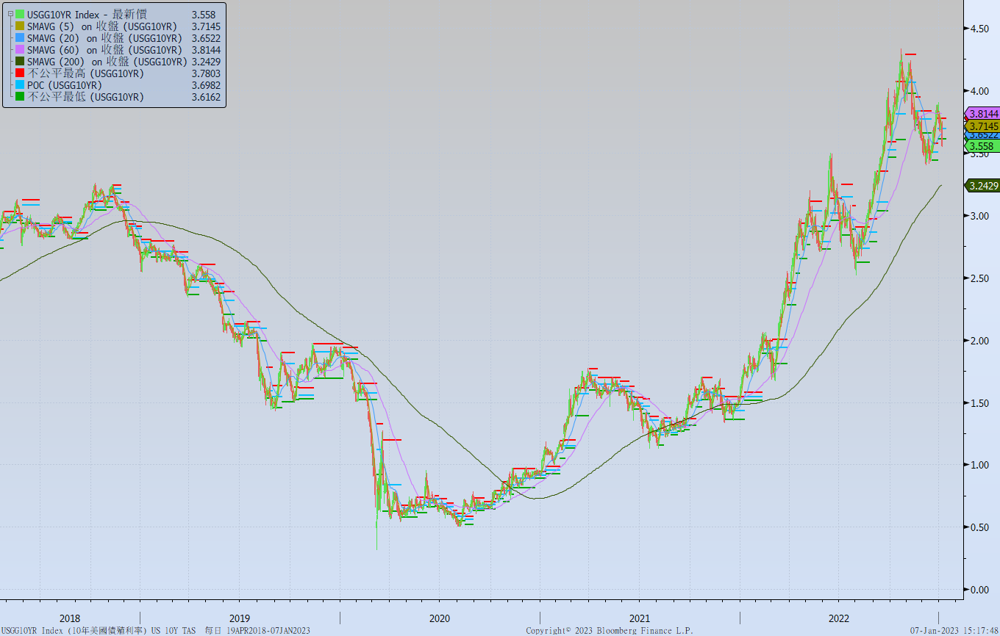 USGG10YR Index - 最新價 3.558
SMAVG (5) on 收盤 (USGG10YR) 3.7145
SMAVG (20) on 收盤 (USGG10YR) 3.6522
SMAVG (60) on 收盤 (USGG10YR) 3.8144
SMAVG (200) on 收盤 (USGG10YR) 3.2429
不公平最高 (USGG10YR) 3.7803
POC (USGG10YR) 3.6982
不公平最低 (USGG10YR) 3.6162
4.50
4.00
3.8144
3.7145
3.6522
3.558
3.50
3.2429
3.00
2.50
2.00
1.50
1.00
0.50
0.00
2018 2019 2020 2021 2022
USGG10YR Index (10年美國債殖利率) US 10Y TAS 每日 19APR2018-07JAN2023 Copyright© 2023 Bloomberg Finance L.P. 07-Jan-2023 15:17:48